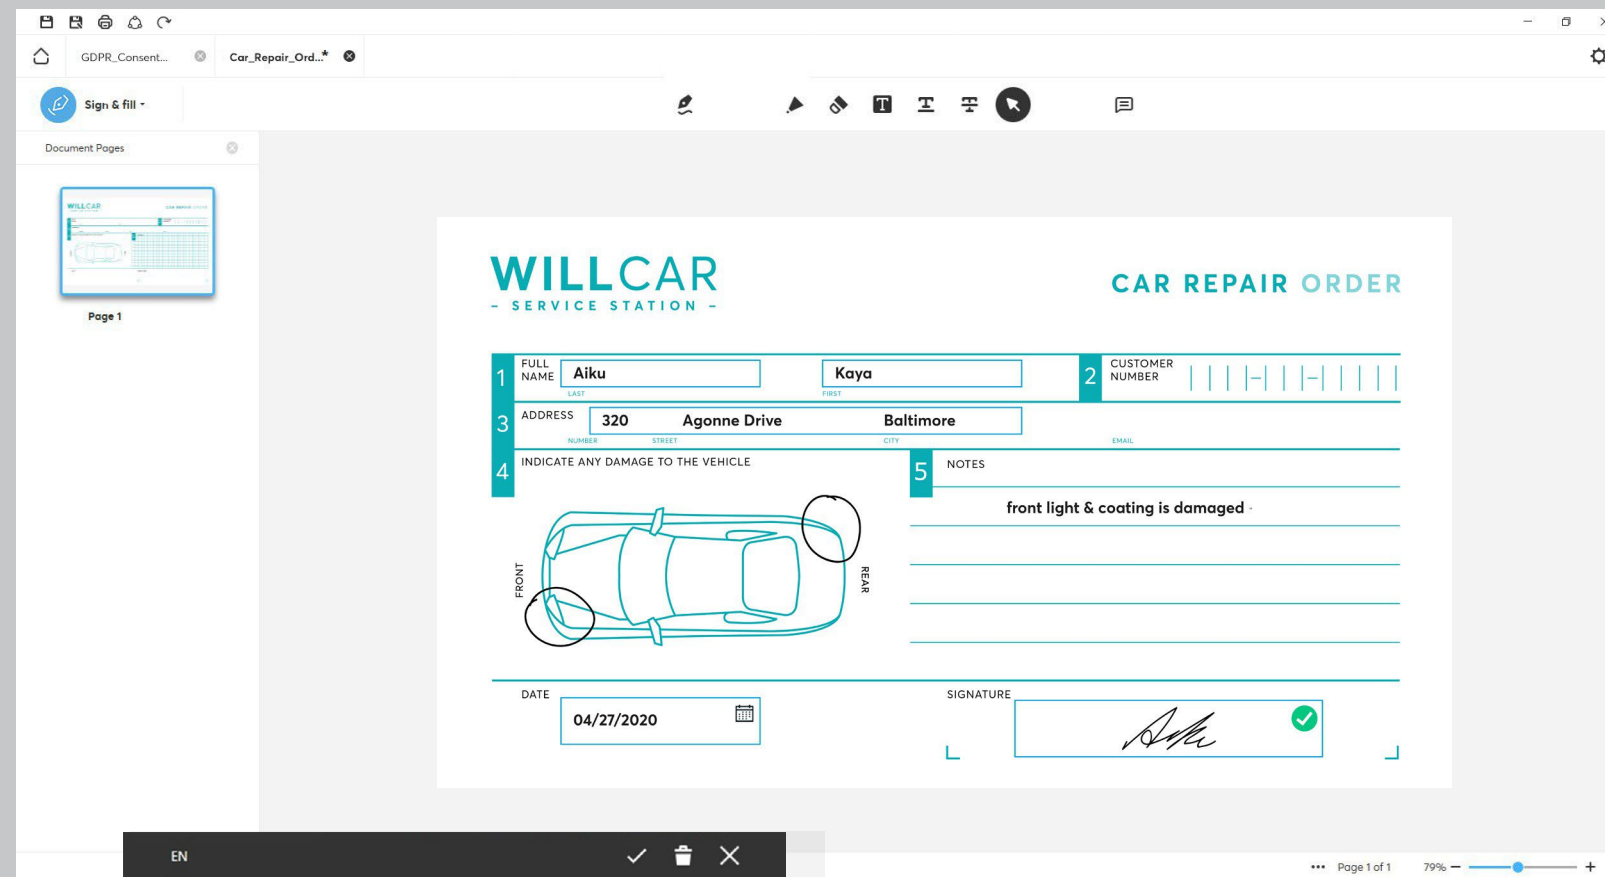 GDPR_Consent...
Car_Repair_Ord...*
Sign & fill
Document Pages
Page 1
WILLCAR
- SERVICE STATION -
CAR REPAIR ORDER
1 FULL NAME Aiku Kaya
LAST FIRST
2 CUSTOMER NUMBER
3 ADDRESS 320 Agonne Drive Baltimore
NUMBER STREET CITY EMAIL
4 INDICATE ANY DAMAGE TO THE VEHICLE
FRONT
REAR
5 NOTES
front light & coating is damaged
DATE
04/27/2020
SIGNATURE
EN
Page 1 of 1 79%